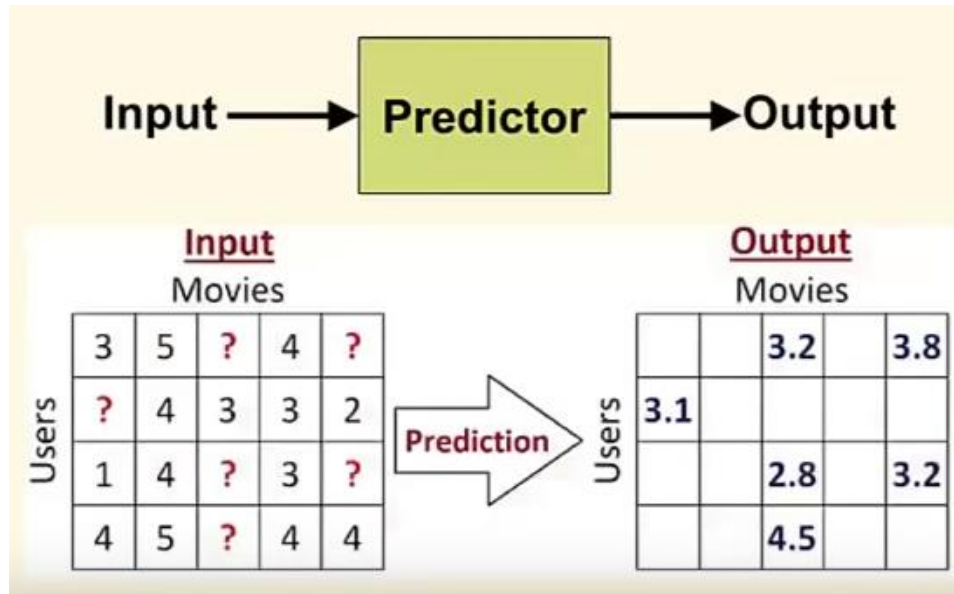 Input Predictor Output
Input Output
Movies Movies
3 5 ? 4 ? 3.2 3.8
Users ? 4 3 3 2 Prediction Users 3.1
1 4 ? 3 ? 2.8 3.2
4 5 ? 4 4 4.5